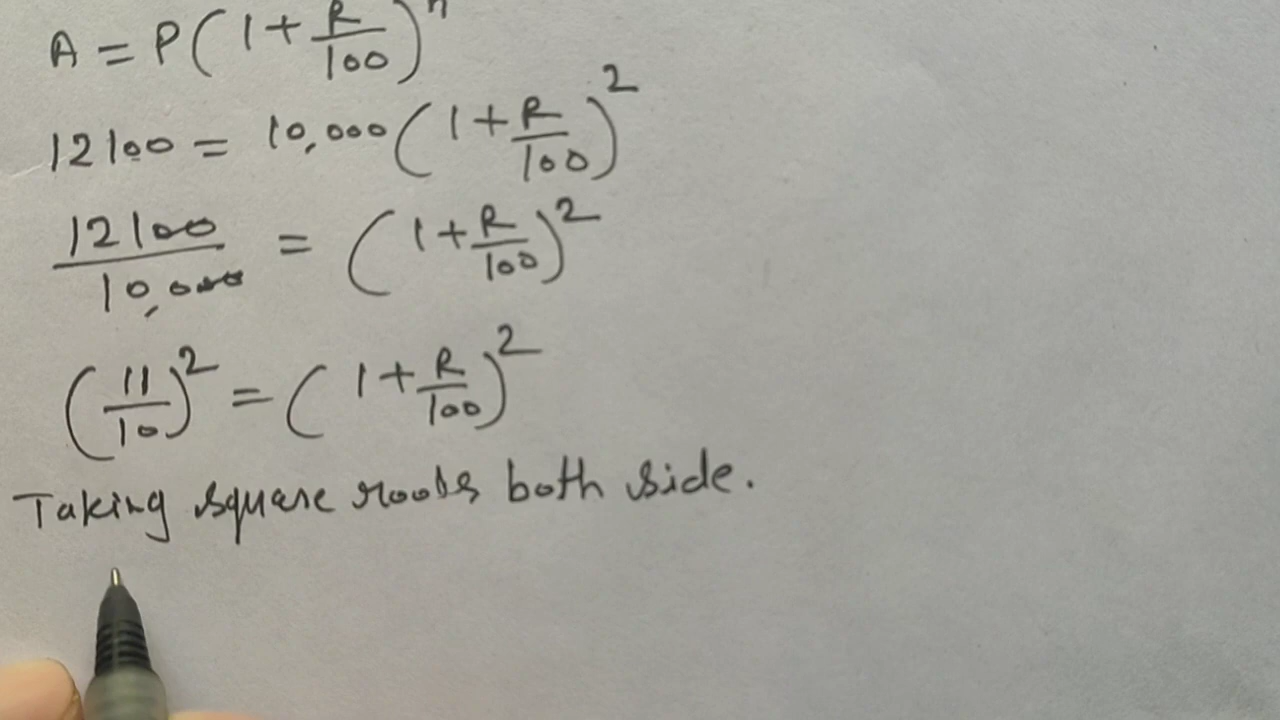 A = P(1+R/100)^n
12100 = 10,000(1+R/100)^2
12100/10,000 = (1+R/100)^2
(11/10)^2 = (1+R/100)^2
Taking square roots both side.